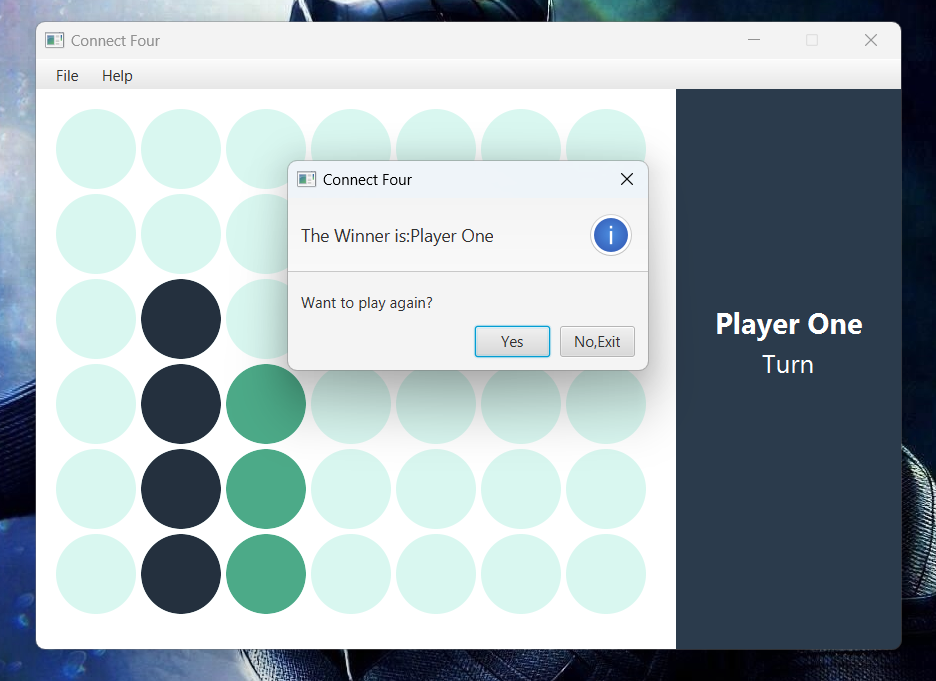 Connect Four
File Help
Connect Four
The Winner is:Player One
i
Want to play again?
Yes No,Exit
Player One
Turn